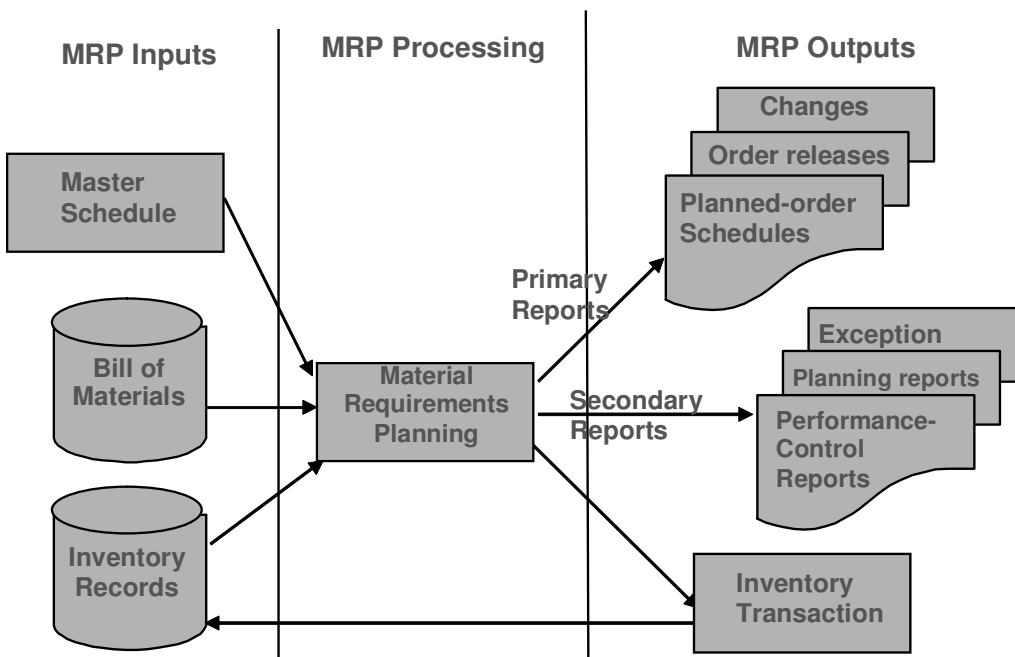 MRP Inputs
MRP Processing
MRP Outputs
Master
Schedule
Bill of
Materials
Inventory
Records
Material
Requirements
Planning
Primary
Reports
Secondary
Reports
Changes
Order releases
Planned-order
Schedules
Exception
Planning reports
Performance-
Control
Reports
Inventory
Transaction